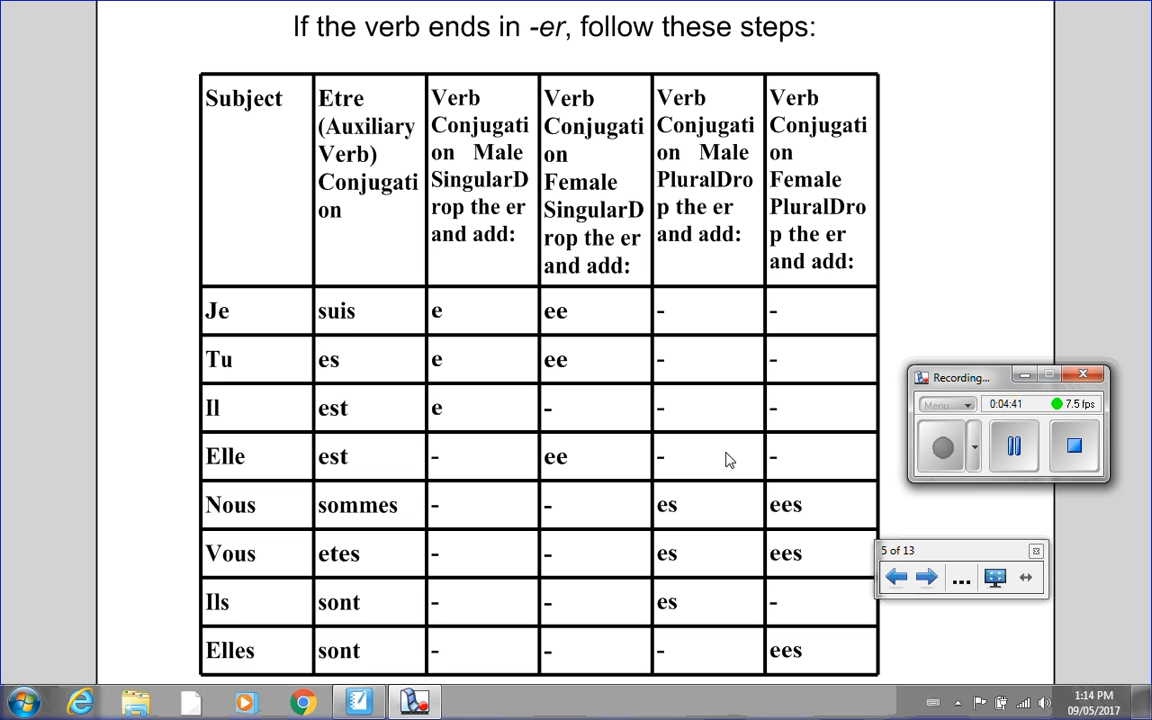 If the verb ends in -er, follow these steps:
Subject
Etre
(Auxiliary
Verb)
Conjugati
on
Verb
Conjugati
on Male
SingularD
rop the er
and add:
Verb
Conjugati
on
Female
SingularD
rop the er
and add:
Verb
Conjugati
on Male
PluralDro
p the er
and add:
Verb
Conjugati
on
Female
PluralDro
p the er
and add:
Je suis e ee - -
Tu es e ee - -
Il est e - - -
Elle est - ee - -
Nous sommes - - es ees
Vous etes - - es ees
Ils sont - - es -
Elles sont - - - ees
Recording...
Menu 0:04:41 7.5 fps
5 of 13
...
1:14 PM
09/05/2017